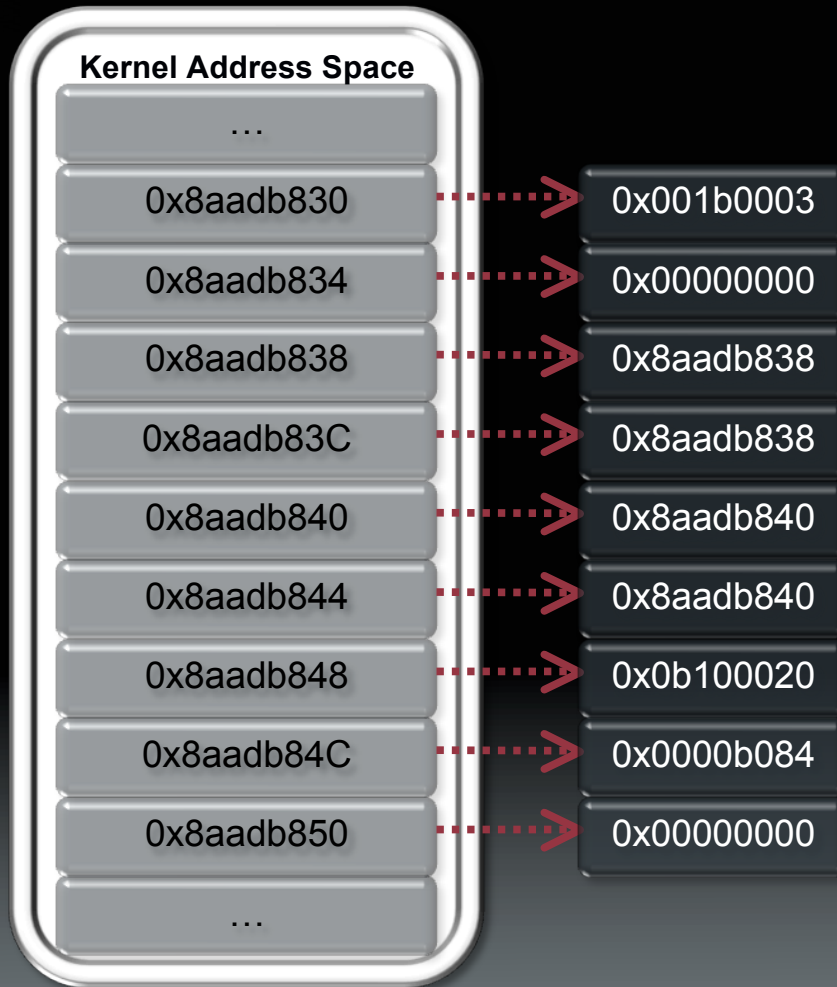 Kernel Address Space
...
0x8aadb830 0x001b0003
0x8aadb834 0x00000000
0x8aadb838 0x8aadb838
0x8aadb83C 0x8aadb838
0x8aadb840 0x8aadb840
0x8aadb844 0x8aadb840
0x8aadb848 0x0b100020
0x8aadb84C 0x0000b084
0x8aadb850 0x00000000
...